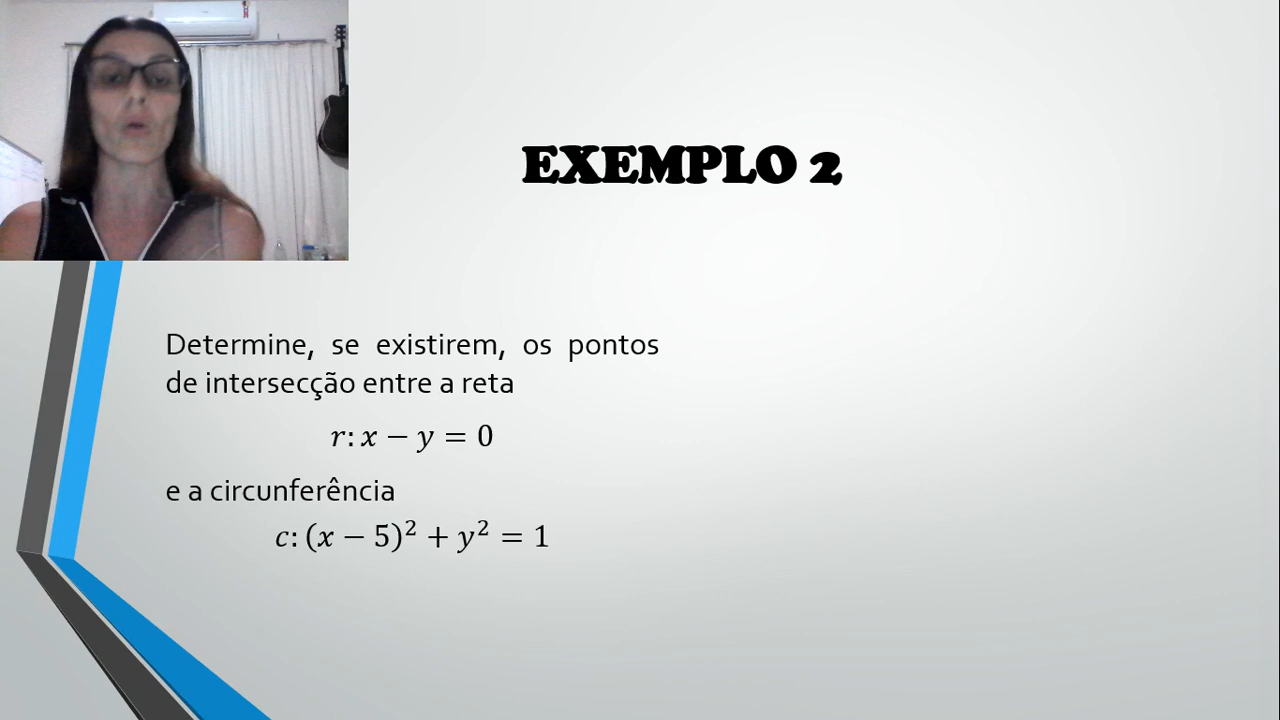 EXEMPLO 2
Determine, se existirem, os pontos
de intersecção entre a reta
r: x − y = 0
e a circunferência
c: (x − 5)² + y² = 1